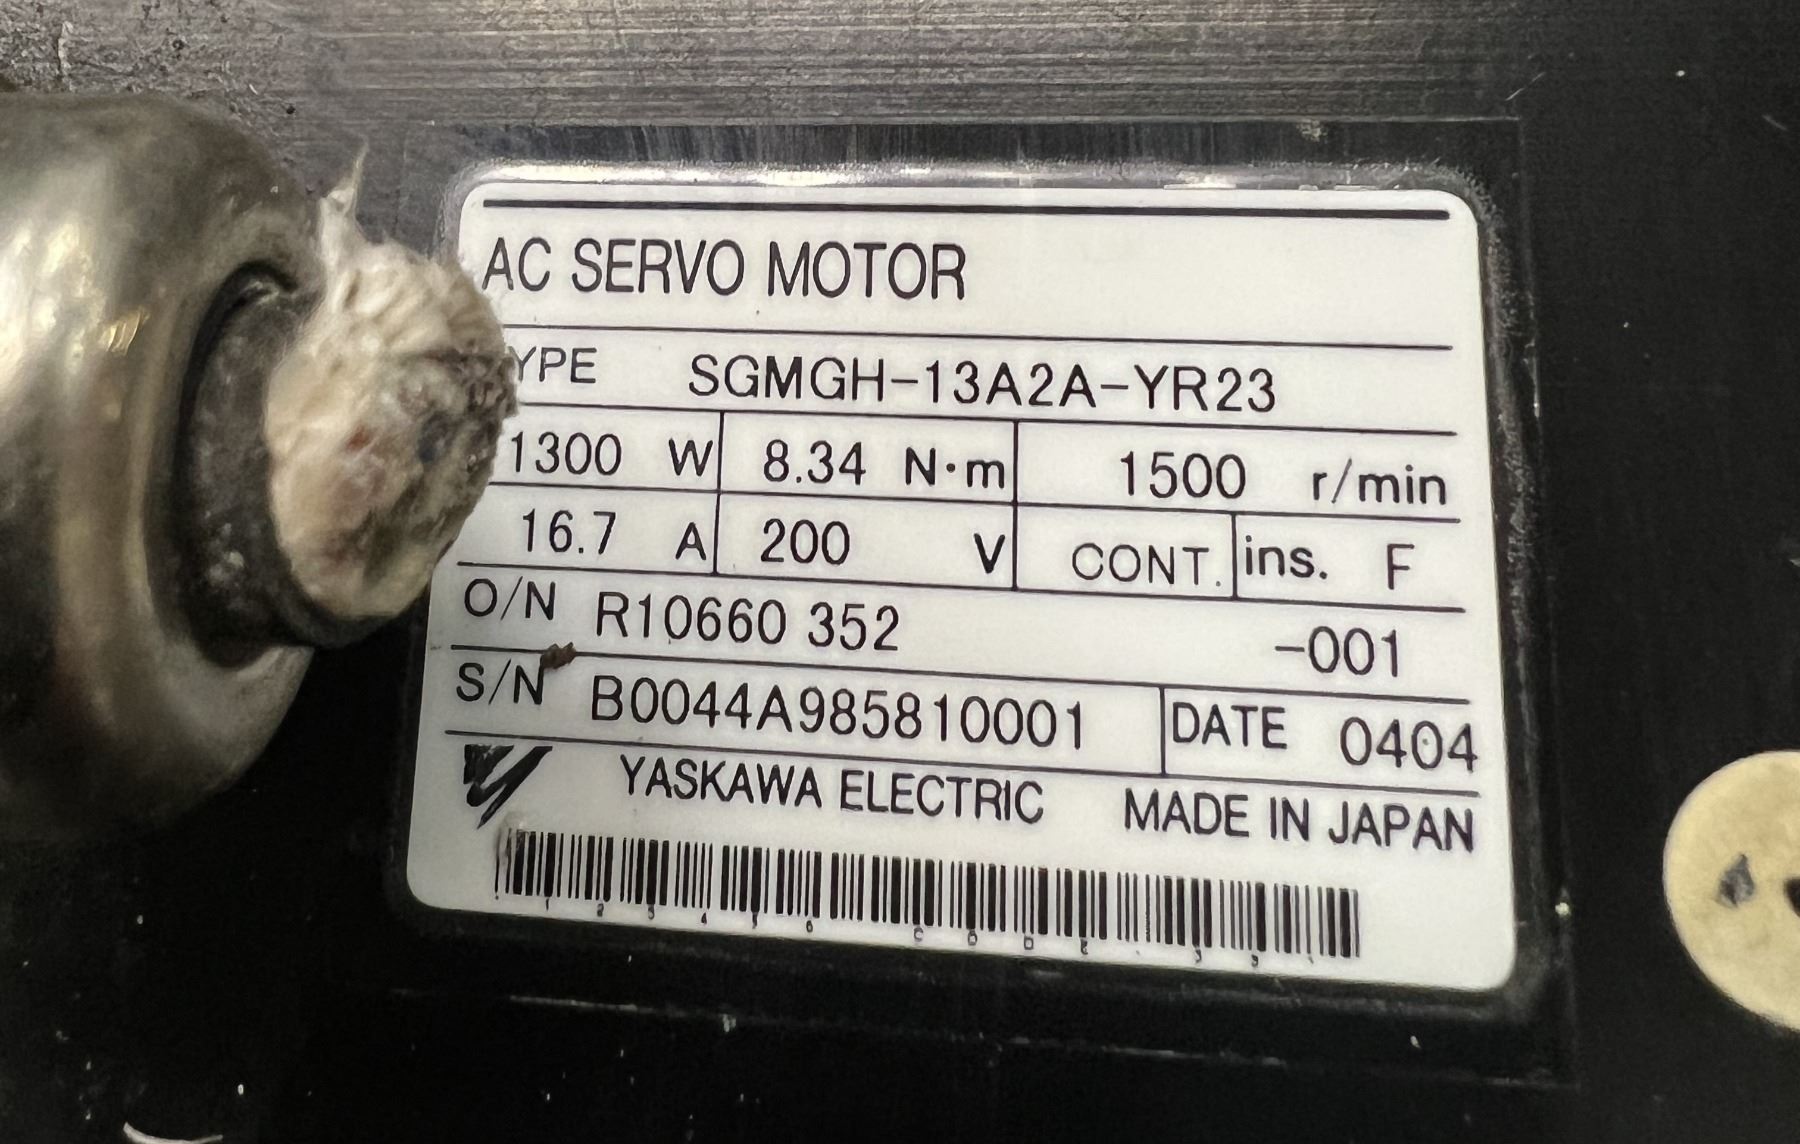 AC SERVO MOTOR
YPE SGMGH-13A2A-YR23
1300 W 8.34 N·m 1500 r/min
16.7 A 200 V CONT. ins. F
O/N R10660 352 -001
S/N B0044A985810001 DATE 0404
YASKAWA ELECTRIC MADE IN JAPAN